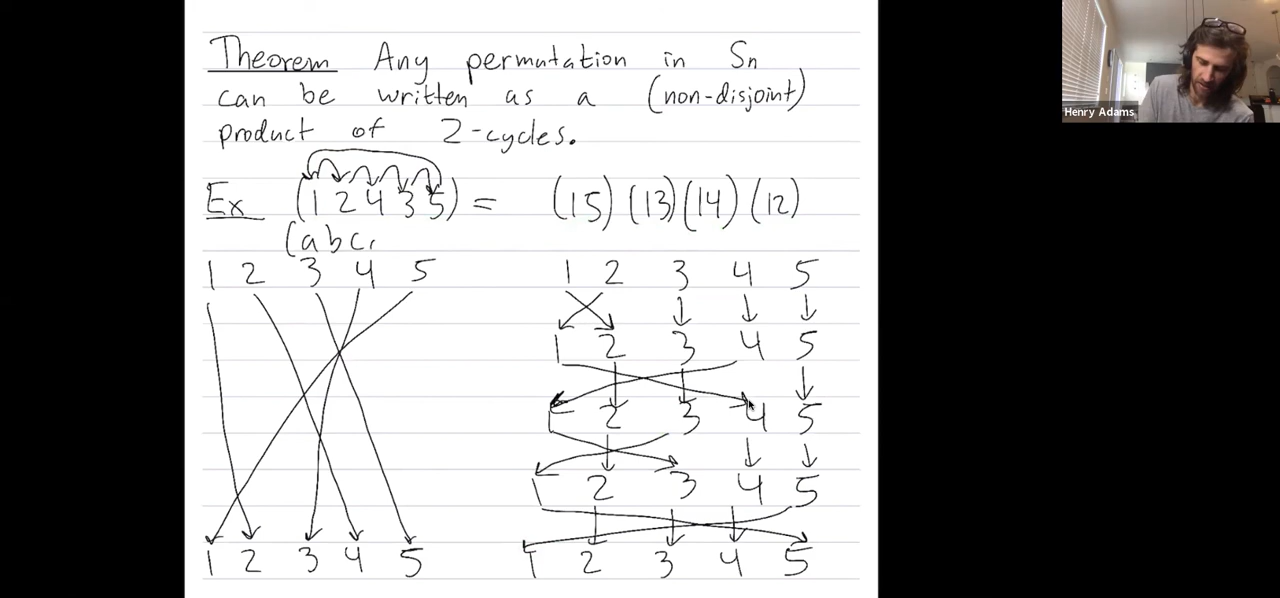 Theorem Any permutation in Sn
can be written as a (non-disjoint)
product of 2-cycles.
Ex (1 2 4 3 5) = (15) (13) (14) (12)
(abc
1 2 3 4 5
1 2 3 4 5
1 2 3 4 5
1 2 3 4 5
1 2 3 4 5
1 2 3 4 5
1 2 3 4 5
Henry Adams